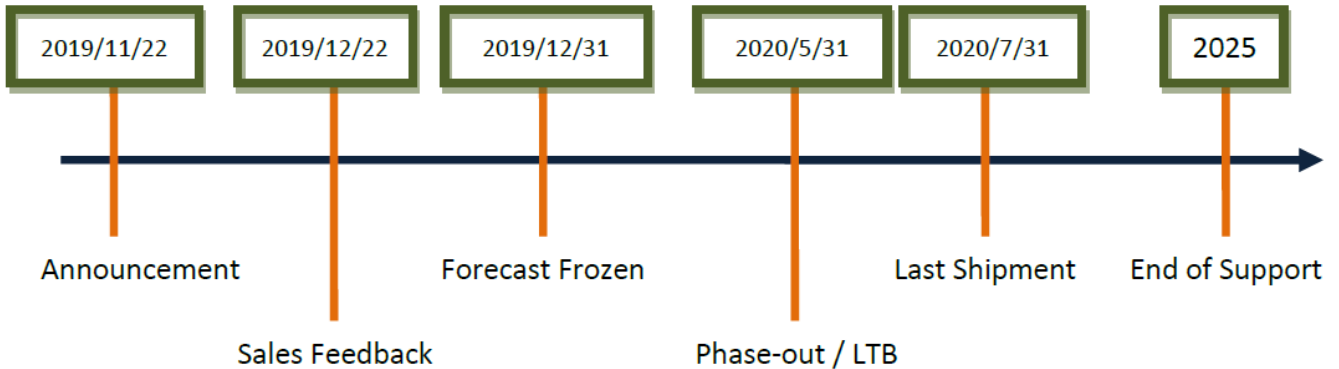 2019/11/22
2019/12/22
2019/12/31
2020/5/31
2020/7/31
2025
Announcement
Forecast Frozen
Last Shipment
End of Support
Sales Feedback
Phase-out / LTB